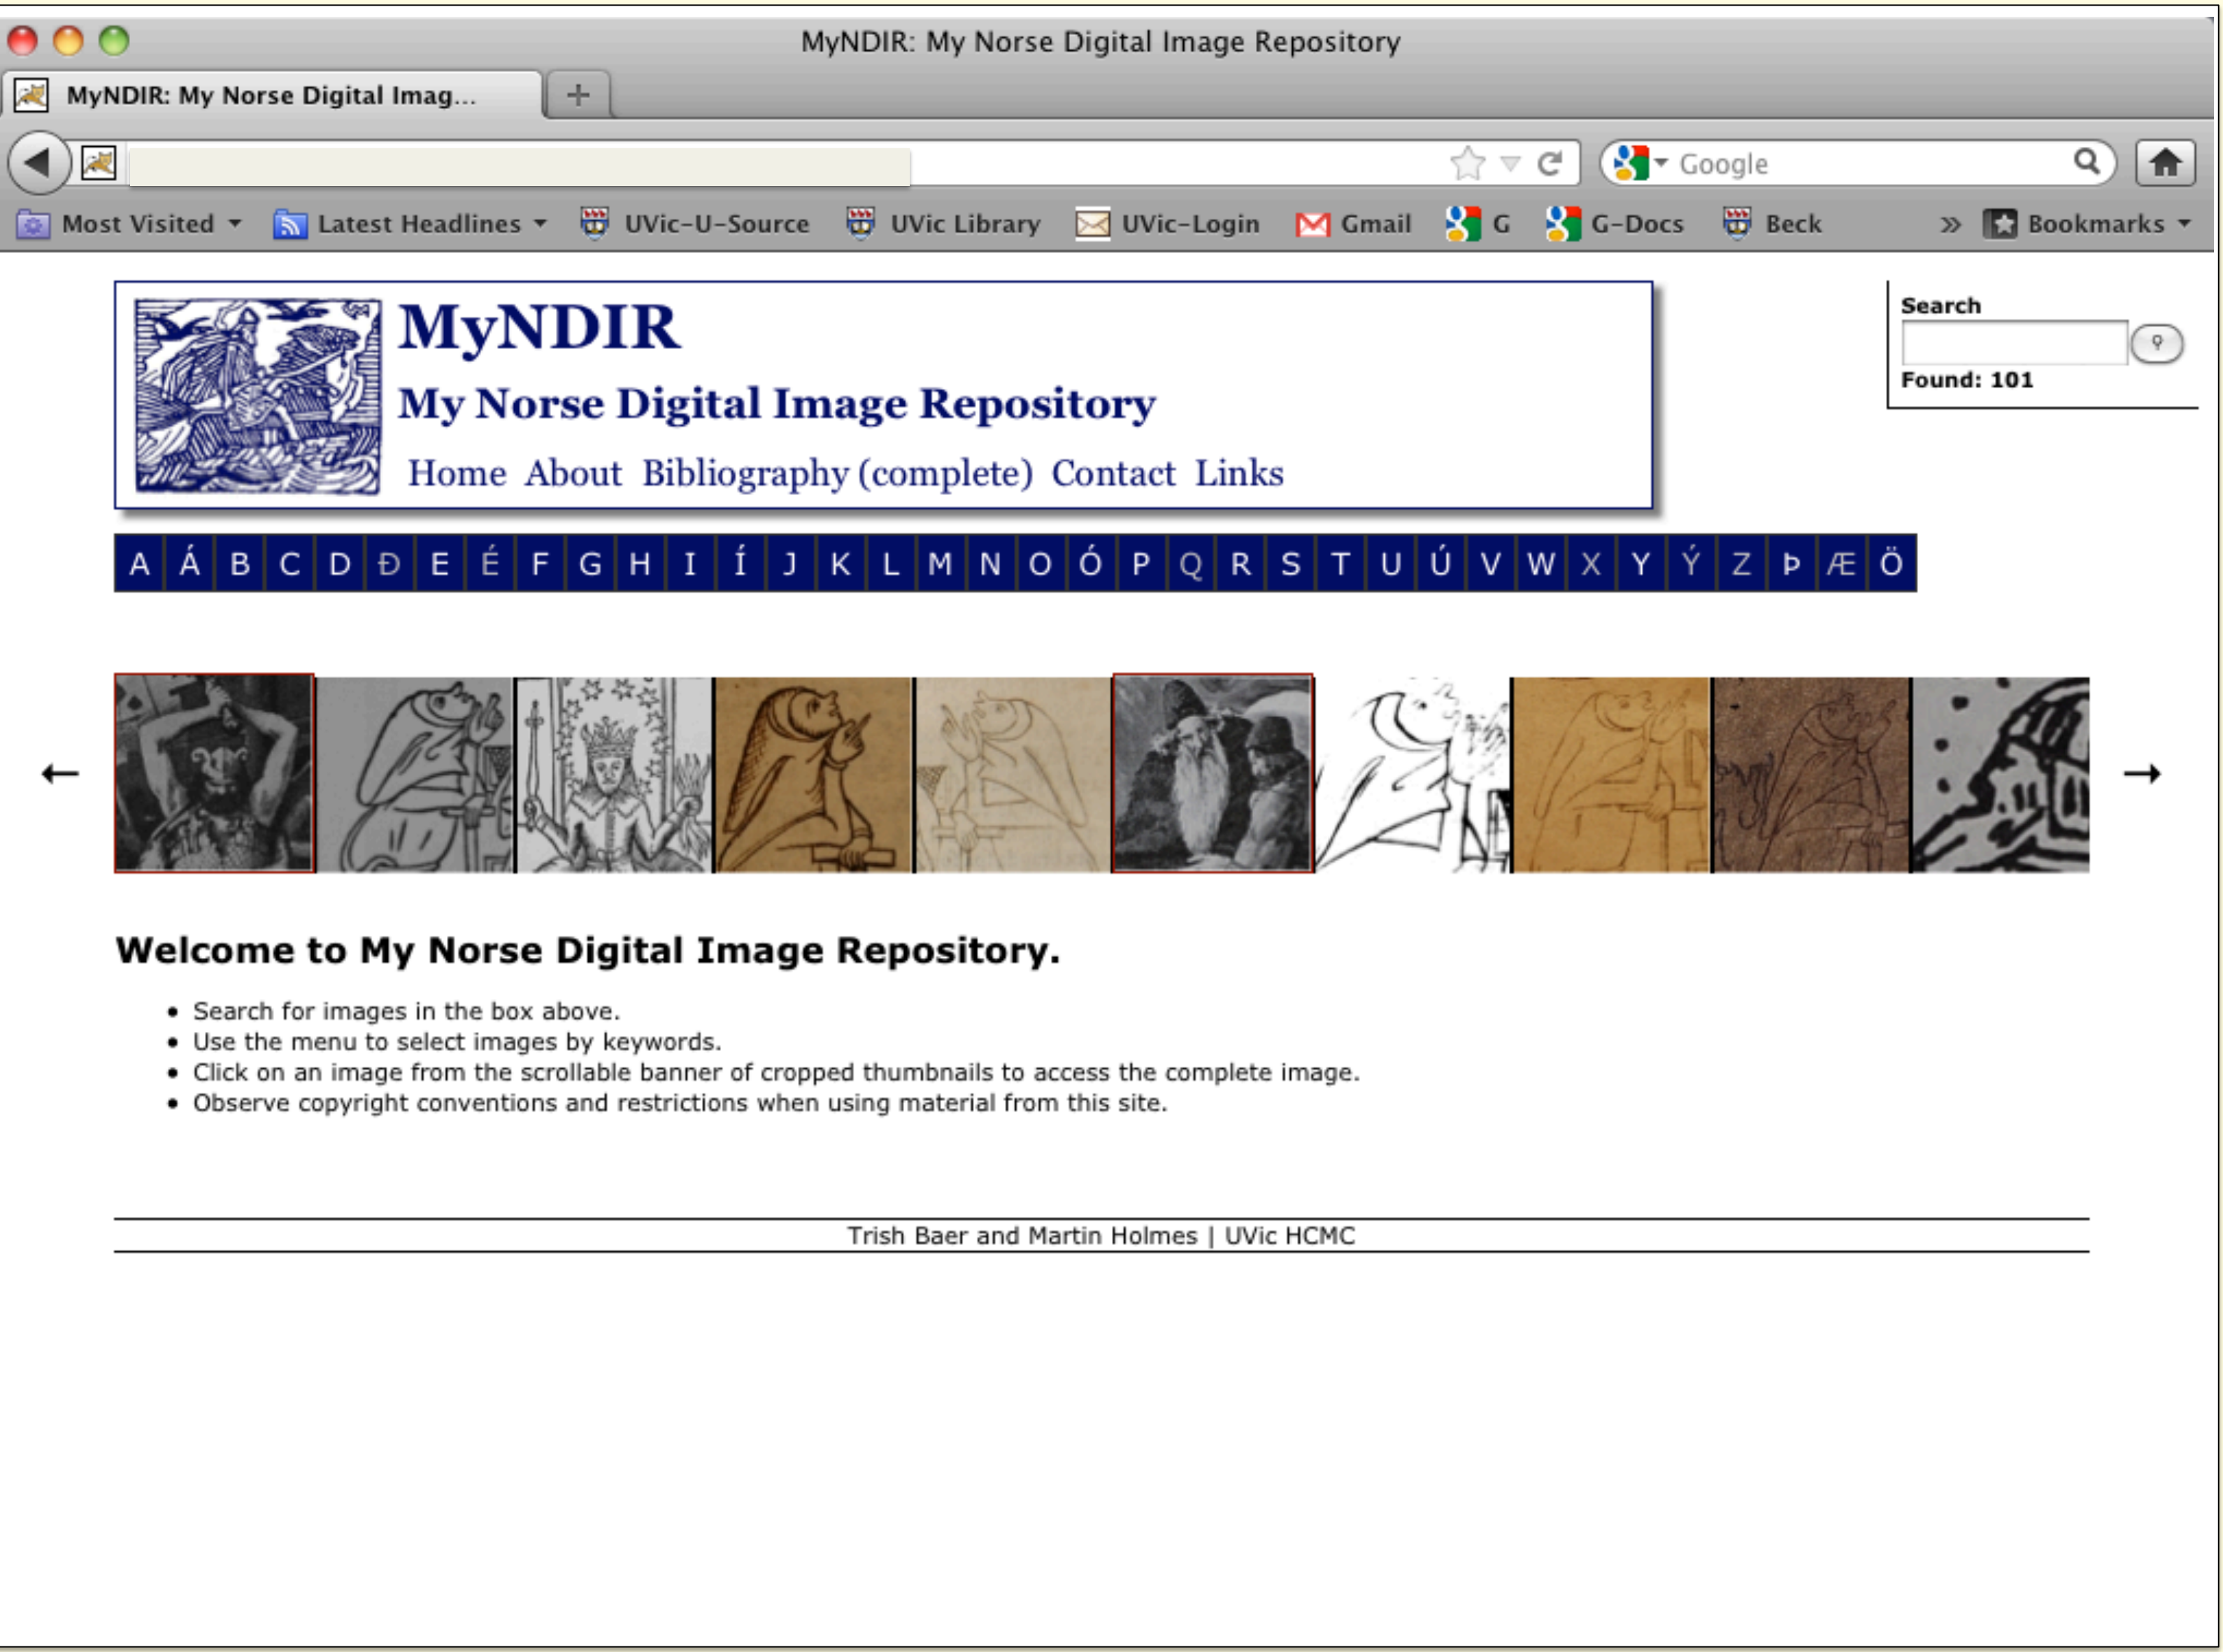 MyNDIR: My Norse Digital Image Repository
MyNDIR: My Norse Digital Imag...
Google
Most Visited Latest Headlines UVic-U-Source UVic Library UVic-Login Gmail G G-Docs Beck » Bookmarks
MyNDIR
My Norse Digital Image Repository
Home About Bibliography (complete) Contact Links
Search
Found: 101
A Á B C D Ð E É F G H I Í J K L M N O Ó P Q R S T U Ú V W X Y Ý Z Þ Æ Ö
Welcome to My Norse Digital Image Repository.
• Search for images in the box above.
• Use the menu to select images by keywords.
• Click on an image from the scrollable banner of cropped thumbnails to access the complete image.
• Observe copyright conventions and restrictions when using material from this site.
Trish Baer and Martin Holmes | UVic HCMC